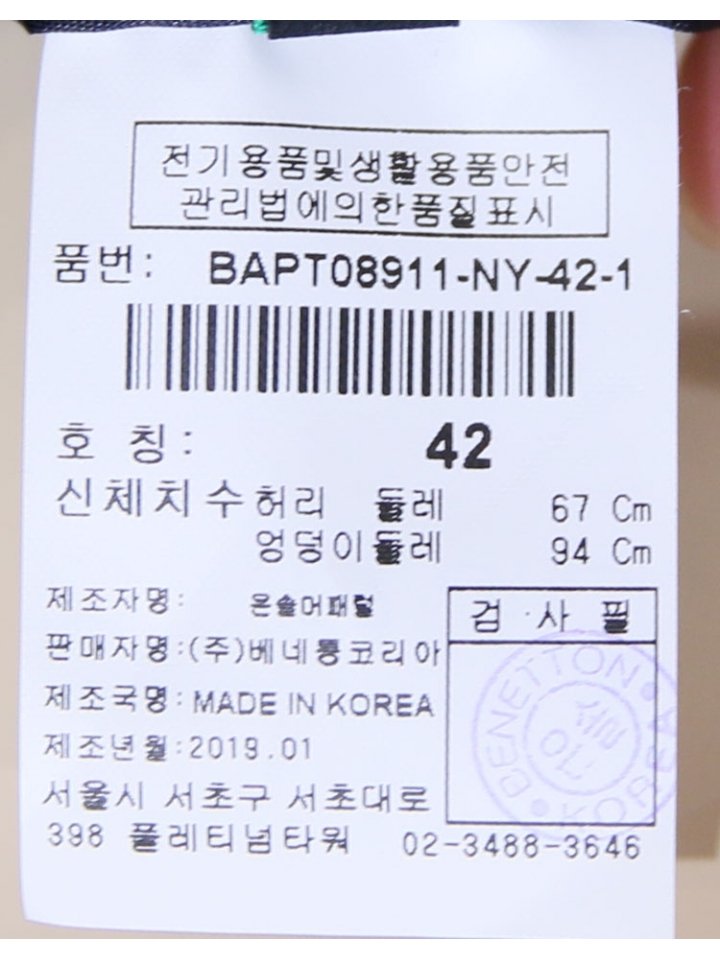 전기용품및생활용품안전
관리법에의한품질표시
품번: BAPT08911-NY-42-1
호 칭: 42
신체치수허리 둘레 67 Cm
엉덩이둘레 94 Cm
제조자명: 온솔어패럴
판매자명:(주)베네통코리아
제조국명:MADE IN KOREA
제조년월:2019.01
서울시 서초구 서초대로
398 플레티넘타워 02-3488-3646
검 사 필
BENETTON KOREA